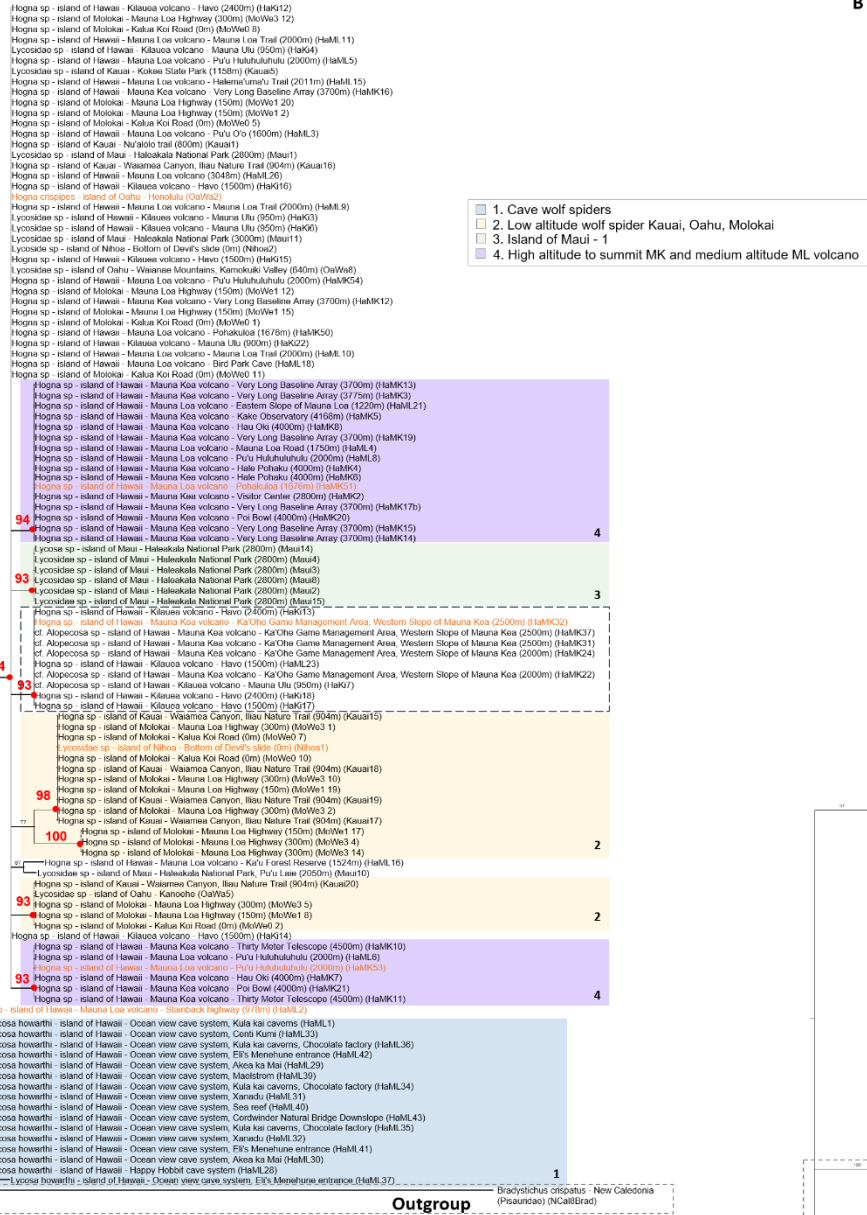 B
Hogna sp - island of Hawaii - Kilauea volcano - Havo (2400m) (HaKi12)
Hogna sp - island of Molokai - Mauna Loa Highway (300m) (MoWe3 12)
Hogna sp - island of Molokai - Kalua Koi Road (0m) (MoWe0 8)
Hogna sp - island of Hawaii - Mauna Loa volcano - Mauna Loa Trail (2000m) (HaML11)
Lycosidae sp - island of Hawaii - Kilauea volcano - Mauna Ulu (950m) (HaKi4)
Hogna sp - island of Hawaii - Mauna Loa volcano - Pu'u Huluhuluhulu (2000m) (HaML5)
Lycosidae sp - island of Kauai - Kokee State Park (1158m) (Kauai5)
Hogna sp - island of Hawaii - Mauna Loa volcano - Halema'uma'u Trail (2011m) (HaML15)
Hogna sp - island of Hawaii - Mauna Kea volcano - Very Long Baseline Array (3700m) (HaMK16)
Hogna sp - island of Molokai - Mauna Loa Highway (150m) (MoWe1 20)
Hogna sp - island of Molokai - Mauna Loa Highway (150m) (MoWe1 2)
Hogna sp - island of Molokai - Kalua Koi Road (0m) (MoWe0 5)
Hogna sp - island of Hawaii - Mauna Loa volcano - Pu'u O'o (1600m) (HaML3)
Hogna sp - island of Kauai - Nu'alolo trail (800m) (Kauai1)
Lycosidae sp - island of Maui - Haleakala National Park (2800m) (Maui1)
Hogna sp - island of Kauai - Waiamea Canyon, Iliau Nature Trail (904m) (Kauai16)
Hogna sp - island of Hawaii - Mauna Loa volcano (3048m) (HaML26)
Hogna sp - island of Hawaii - Kilauea volcano - Havo (1500m) (HaKi16)
Hogna crispipes - island of Oahu - Honolulu (OaWa2)
Hogna sp - island of Hawaii - Mauna Loa volcano - Mauna Loa Trail (2000m) (HaML9)
Lycosidae sp - island of Hawaii - Kilauea volcano - Mauna Ulu (950m) (HaKi3)
Hogna sp - island of Hawaii - Kilauea volcano - Mauna Ulu (950m) (HaKi6)
Lycosidae sp - island of Maui - Haleakala National Park (3000m) (Maui11)
Lycoside sp - island of Nihoa - Bottom of Devil's slide (0m) (Nihoa2)
Hogna sp - island of Hawaii - Kilauea volcano - Havo (1500m) (HaKi15)
Lycosidae sp - island of Oahu - Waianae Mountains, Kamokuiki Valley (640m) (OaWa8)
Hogna sp - island of Hawaii - Mauna Loa volcano - Pu'u Huluhuluhulu (2000m) (HaMK54)
Hogna sp - island of Molokai - Mauna Loa Highway (150m) (MoWe1 12)
Hogna sp - island of Hawaii - Mauna Kea volcano - Very Long Baseline Array (3700m) (HaMK12)
Hogna sp - island of Molokai - Mauna Loa Highway (150m) (MoWe1 15)
Hogna sp - island of Molokai - Kalua Koi Road (0m) (MoWe0 1)
Hogna sp - island of Hawaii - Mauna Loa volcano - Pohakuloa (1676m) (HaMK50)
Hogna sp - island of Hawaii - Kilauea volcano - Mauna Ulu (900m) (HaKi22)
Hogna sp - island of Hawaii - Mauna Loa volcano - Mauna Loa Trail (2000m) (HaML10)
Hogna sp - island of Hawaii - Mauna Loa volcano - Bird Park Cave (HaML18)
Hogna sp - island of Molokai - Kalua Koi Road (0m) (MoWe0 11)
1. Cave wolf spiders
2. Low altitude wolf spider Kauai, Oahu, Molokai
3. Island of Maui - 1
4. High altitude to summit MK and medium altitude ML volcano
Hogna sp - island of Hawaii - Mauna Kea volcano - Very Long Baseline Array (3700m) (HaMK13)
Hogna sp - island of Hawaii - Mauna Kea volcano - Very Long Baseline Array (3775m) (HaMK3)
Hogna sp - island of Hawaii - Mauna Loa volcano - Eastern Slope of Mauna Loa (1220m) (HaML21)
Hogna sp - island of Hawaii - Mauna Kea volcano - Kake Observatory (4168m) (HaMK5)
Hogna sp - island of Hawaii - Mauna Kea volcano - Hau Oki (4000m) (HaMK8)
Hogna sp - island of Hawaii - Mauna Kea volcano - Very Long Baseline Array (3700m) (HaMK19)
Hogna sp - island of Hawaii - Mauna Loa volcano - Mauna Loa Road (1750m) (HaML4)
Hogna sp - island of Hawaii - Mauna Loa volcano - Pu'u Huluhuluhulu (2000m) (HaML8)
Hogna sp - island of Hawaii - Mauna Kea volcano - Hale Pohaku (4000m) (HaMK4)
Hogna sp - island of Hawaii - Mauna Kea volcano - Hale Pohaku (4000m) (HaMK6)
Hogna sp - island of Hawaii - Mauna Loa volcano - Pohakuloa (1676m) (HaMK51)
Hogna sp - island of Hawaii - Mauna Kea volcano - Visitor Center (2800m) (HaMK2)
Hogna sp - island of Hawaii - Mauna Kea volcano - Very Long Baseline Array (3700m) (HaMK17b)
Hogna sp - island of Hawaii - Mauna Kea volcano - Poi Bowl (4000m) (HaMK20)
94 Hogna sp - island of Hawaii - Mauna Kea volcano - Very Long Baseline Array (3700m) (HaMK15)
Hogna sp - island of Hawaii - Mauna Kea volcano - Very Long Baseline Array (3700m) (HaMK14) 4
Lycosa sp - island of Maui - Haleakala National Park (2800m) (Maui14)
Lycosidae sp - island of Maui - Haleakala National Park (2800m) (Maui4)
Lycosidae sp - island of Maui - Haleakala National Park (2800m) (Maui3)
93 Lycosidae sp - island of Maui - Haleakala National Park (2800m) (Maui8)
Lycosidae sp - island of Maui - Haleakala National Park (2800m) (Maui2)
Lycosidae sp - island of Maui - Haleakala National Park (2800m) (Maui15) 3
Hogna sp - island of Hawaii - Kilauea volcano - Havo (2400m) (HaKi13)
Hogna sp - island of Hawaii - Mauna Kea volcano - Ka'Ohe Game Management Area, Western Slope of Mauna Kea (2500m) (HaMK32)
cf. Alopecosa sp - island of Hawaii - Mauna Kea volcano - Ka'Ohe Game Management Area, Western Slope of Mauna Kea (2500m) (HaMK37)
cf. Alopecosa sp - island of Hawaii - Mauna Kea volcano - Ka'Ohe Game Management Area, Western Slope of Mauna Kea (2500m) (HaMK31)
cf. Alopecosa sp - island of Hawaii - Mauna Kea volcano - Ka'Ohe Game Management Area, Western Slope of Mauna Kea (2000m) (HaMK24)
Hogna sp - island of Hawaii - Kilauea volcano - Havo (1500m) (HaML23)
4 cf. Alopecosa sp - island of Hawaii - Mauna Kea volcano - Ka'Ohe Game Management Area, Western Slope of Mauna Kea (2000m) (HaMK22)
93 cf. Alopecosa sp - island of Hawaii - Kilauea volcano - Mauna Ulu (950m) (HaKi7)
Hogna sp - island of Hawaii - Kilauea volcano - Havo (2400m) (HaKi18)
Hogna sp - island of Hawaii - Kilauea volcano - Havo (1500m) (HaKi17)
Hogna sp - island of Kauai - Waiamea Canyon, Iliau Nature Trail (904m) (Kauai15)
Hogna sp - island of Molokai - Mauna Loa Highway (300m) (MoWe3 1)
Hogna sp - island of Molokai - Kalua Koi Road (0m) (MoWe0 7)
Lycosidae sp - island of Nihoa - Bottom of Devil's slide (0m) (Nihoa1)
Hogna sp - island of Molokai - Kalua Koi Road (0m) (MoWe0 10)
Hogna sp - island of Kauai - Waiamea Canyon, Iliau Nature Trail (904m) (Kauai18)
Hogna sp - island of Molokai - Mauna Loa Highway (300m) (MoWe3 10)
Hogna sp - island of Molokai - Mauna Loa Highway (150m) (MoWe1 19)
98 Hogna sp - island of Kauai - Waiamea Canyon, Iliau Nature Trail (904m) (Kauai19)
Hogna sp - island of Molokai - Mauna Loa Highway (300m) (MoWe3 2)
77 Hogna sp - island of Kauai - Waiamea Canyon, Iliau Nature Trail (904m) (Kauai17)
Hogna sp - island of Molokai - Mauna Loa Highway (150m) (MoWe1 17)
100 Hogna sp - island of Molokai - Mauna Loa Highway (300m) (MoWe3 4)
Hogna sp - island of Molokai - Mauna Loa Highway (300m) (MoWe3 14) 2
Hogna sp - island of Hawaii - Mauna Loa volcano - Ka'u Forest Reserve (1524m) (HaML16)
Lycosidae sp - island of Maui - Haleakala National Park, Pu'u Laie (2050m) (Maui10)
Hogna sp - island of Kauai - Waiamea Canyon, Iliau Nature Trail (904m) (Kauai20)
Lycosidae sp - island of Oahu - Kaneohe (OaWa5)
93 Hogna sp - island of Molokai - Mauna Loa Highway (300m) (MoWe3 5)
Hogna sp - island of Molokai - Mauna Loa Highway (150m) (MoWe1 8)
Hogna sp - island of Molokai - Kalua Koi Road (0m) (MoWe0 2) 2
Hogna sp - island of Hawaii - Kilauea volcano - Havo (1500m) (HaKi14)
Hogna sp - island of Hawaii - Mauna Kea volcano - Thirty Meter Telescope (4500m) (HaMK10)
Hogna sp - island of Hawaii - Mauna Loa volcano - Pu'u Huluhuluhulu (2000m) (HaML6)
Hogna sp - island of Hawaii - Mauna Loa volcano - Pu'u Huluhuluhulu (2000m) (HaMK53)
93 Hogna sp - island of Hawaii - Mauna Kea volcano - Hau Oki (4000m) (HaMK7)
Hogna sp - island of Hawaii - Mauna Kea volcano - Poi Bowl (4000m) (HaMK21)
Hogna sp - island of Hawaii - Mauna Kea volcano - Thirty Meter Telescope (4500m) (HaMK11) 4
- island of Hawaii - Mauna Loa volcano - Stainback highway (978m) (HaML2)
cosa howarthi - island of Hawaii - Ocean view cave system, Kula kai caverns (HaML1)
cosa howarthi - island of Hawaii - Ocean view cave system, Centi Kumi (HaML33)
cosa howarthi - island of Hawaii - Ocean view cave system, Kula kai caverns, Chocolate factory (HaML36)
cosa howarthi - island of Hawaii - Ocean view cave system, Eli's Menehune entrance (HaML42)
cosa howarthi - island of Hawaii - Ocean view cave system, Akea ka Mai (HaML29)
cosa howarthi - island of Hawaii - Ocean view cave system, Maelstrom (HaML39)
cosa howarthi - island of Hawaii - Ocean view cave system, Kula kai caverns, Chocolate factory (HaML34)
cosa howarthi - island of Hawaii - Ocean view cave system, Xanadu (HaML31)
cosa howarthi - island of Hawaii - Ocean view cave system, Sea reef (HaML40)
cosa howarthi - island of Hawaii - Ocean view cave system, Cordwinder Natural Bridge Downslope (HaML43)
cosa howarthi - island of Hawaii - Ocean view cave system, Kula kai caverns, Chocolate factory (HaML35)
cosa howarthi - island of Hawaii - Ocean view cave system, Xanadu (HaML32)
cosa howarthi - island of Hawaii - Ocean view cave system, Eli's Menehune entrance (HaML41)
cosa howarthi - island of Hawaii - Ocean view cave system, Akea ka Mai (HaML30)
cosa howarthi - island of Hawaii - Happy Hobbit cave system (HaML28)
Lycosa howarthi - island of Hawaii - Ocean view cave system, Eli's Menehune entrance (HaML37) 1
Bradystichus crispatus - New Caledonia
(Pisauridae) (NCal8Brad)
Outgroup